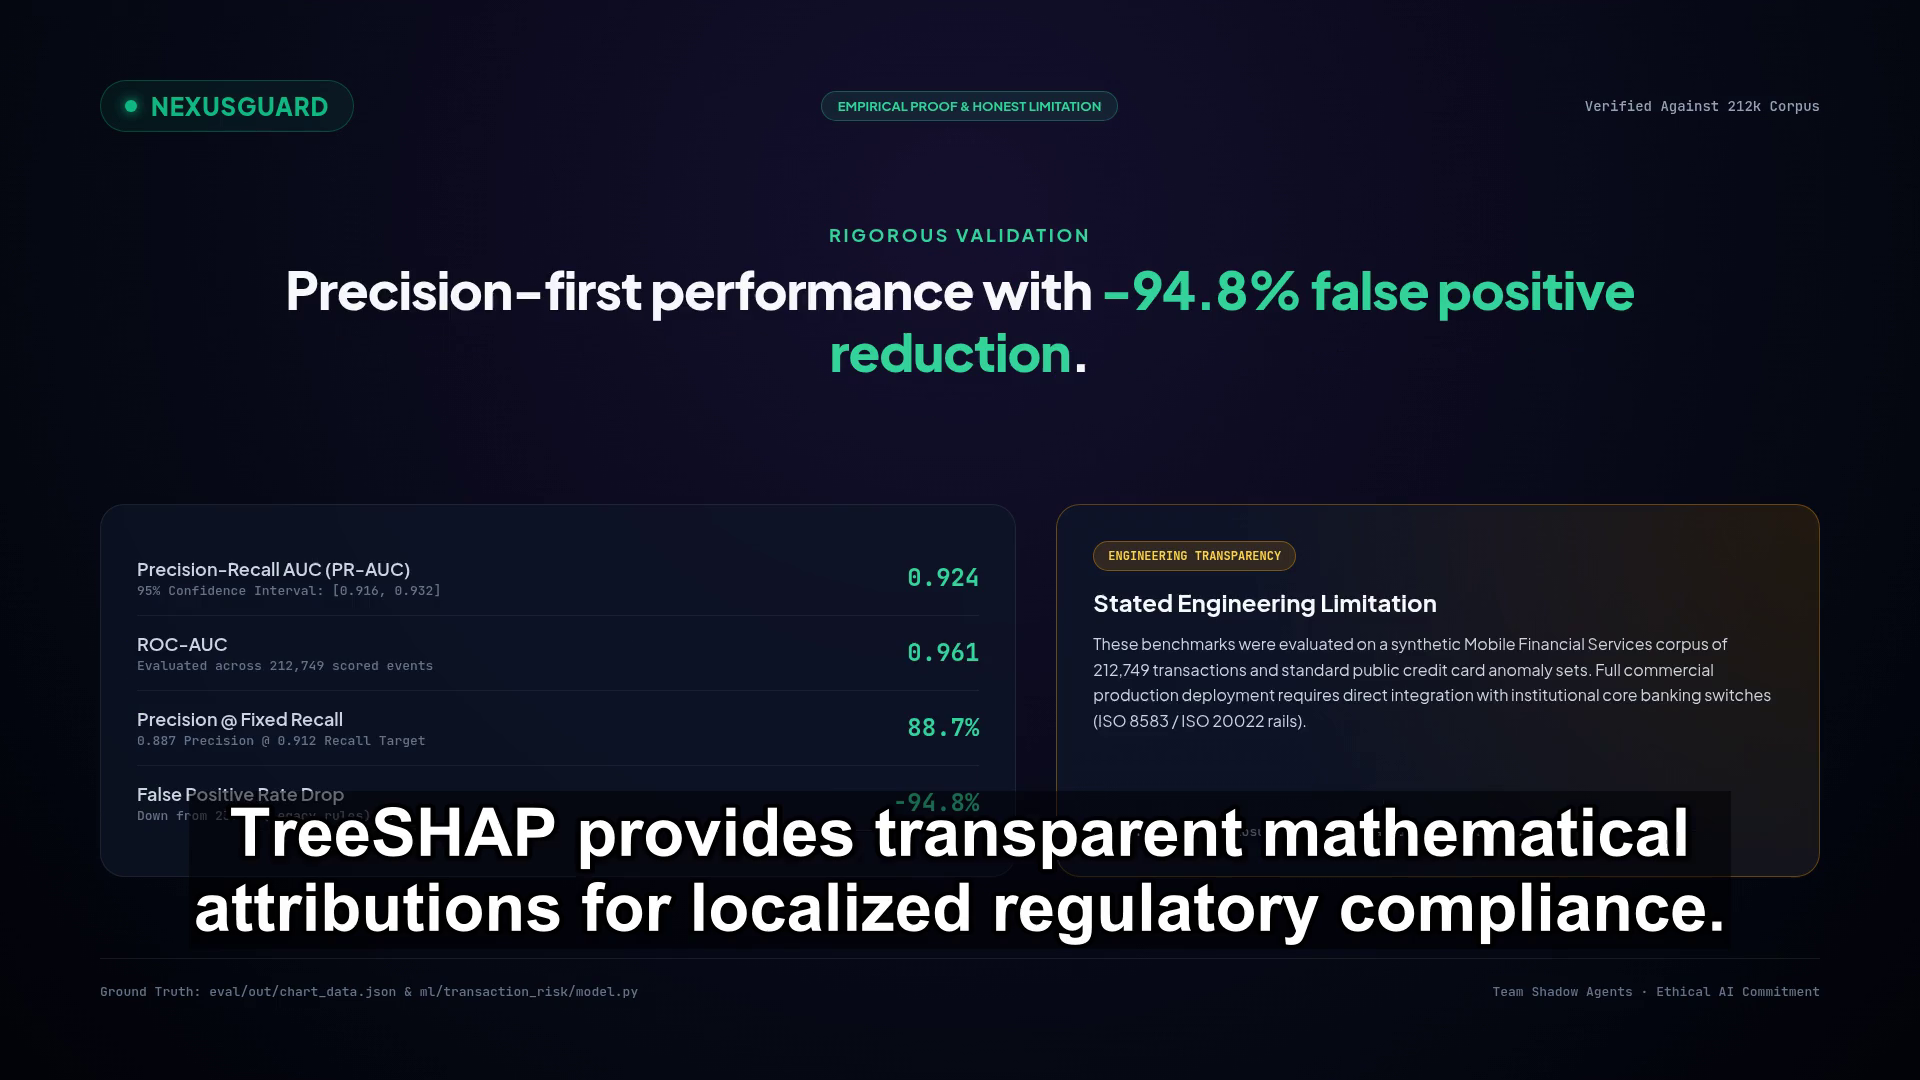 NEXUSGUARD
EMPIRICAL PROOF & HONEST LIMITATION
Verified Against 212k Corpus
RIGOROUS VALIDATION
Precision-first performance with -94.8% false positive
reduction.
Precision-Recall AUC (PR-AUC)
95% Confidence Interval: [0.916, 0.932]
0.924
ROC-AUC
Evaluated across 212,749 scored events
0.961
Precision @ Fixed Recall
0.887 Precision @ 0.912 Recall Target
88.7%
False Positive Rate Drop
Down from
-94.8%
ENGINEERING TRANSPARENCY
Stated Engineering Limitation
These benchmarks were evaluated on a synthetic Mobile Financial Services corpus of
212,749 transactions and standard public credit card anomaly sets. Full commercial
production deployment requires direct integration with institutional core banking switches
(ISO 8583 / ISO 20022 rails).
TreeSHAP provides transparent mathematical
attributions for localized regulatory compliance.
Ground Truth: eval/out/chart_data.json & ml/transaction_risk/model.py
Team Shadow Agents · Ethical AI Commitment